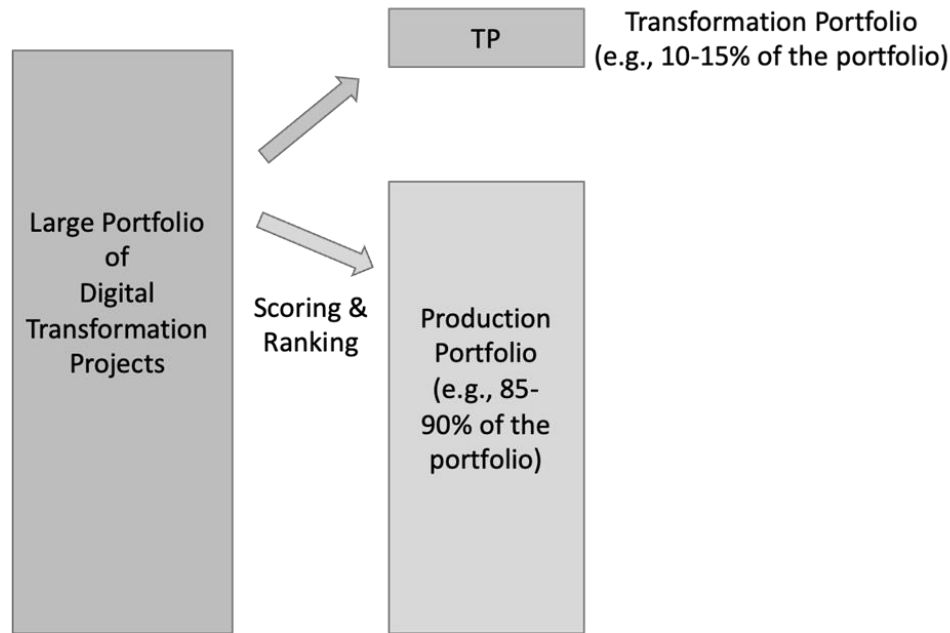 Large Portfolio
of
Digital
Transformation
Projects
Scoring &
Ranking
TP
Transformation Portfolio
(e.g., 10-15% of the portfolio)
Production
Portfolio
(e.g., 85-
90% of the
portfolio)